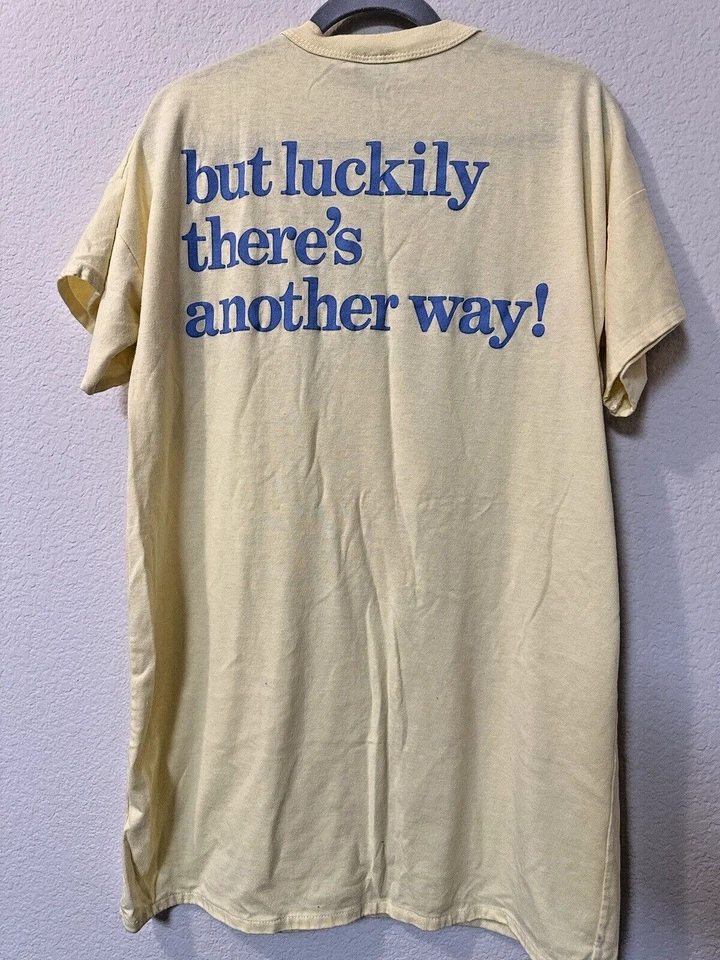 but luckily
there's
another way!